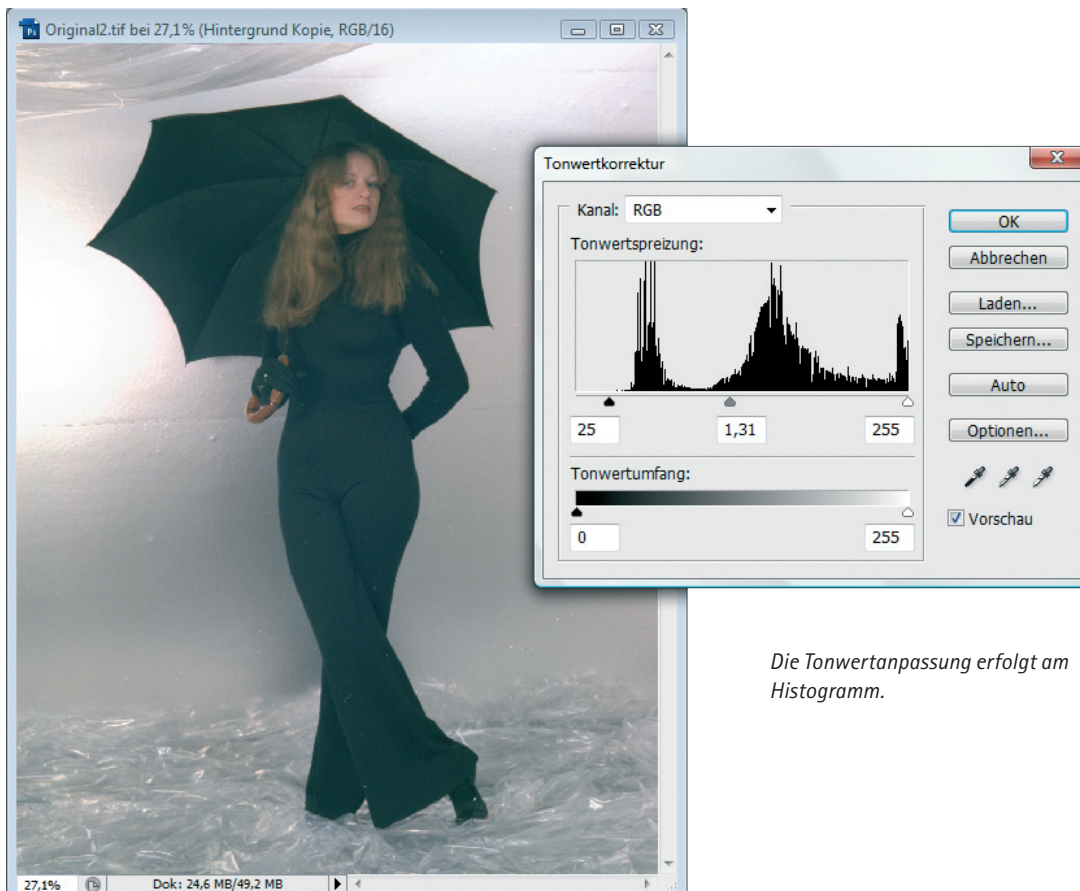 Ps Original2.tif bei 27,1% (Hintergrund Kopie, RGB/16)
Tonwertkorrektur
Kanal: RGB
OK
Tonwertspreizung:
Abbrechen
Laden...
Speichern...
Auto
25 1,31 255
Optionen...
Tonwertumfang:
Vorschau
0 255
Die Tonwertanpassung erfolgt am
Histogramm.
27,1% Dok: 24,6 MB/49,2 MB